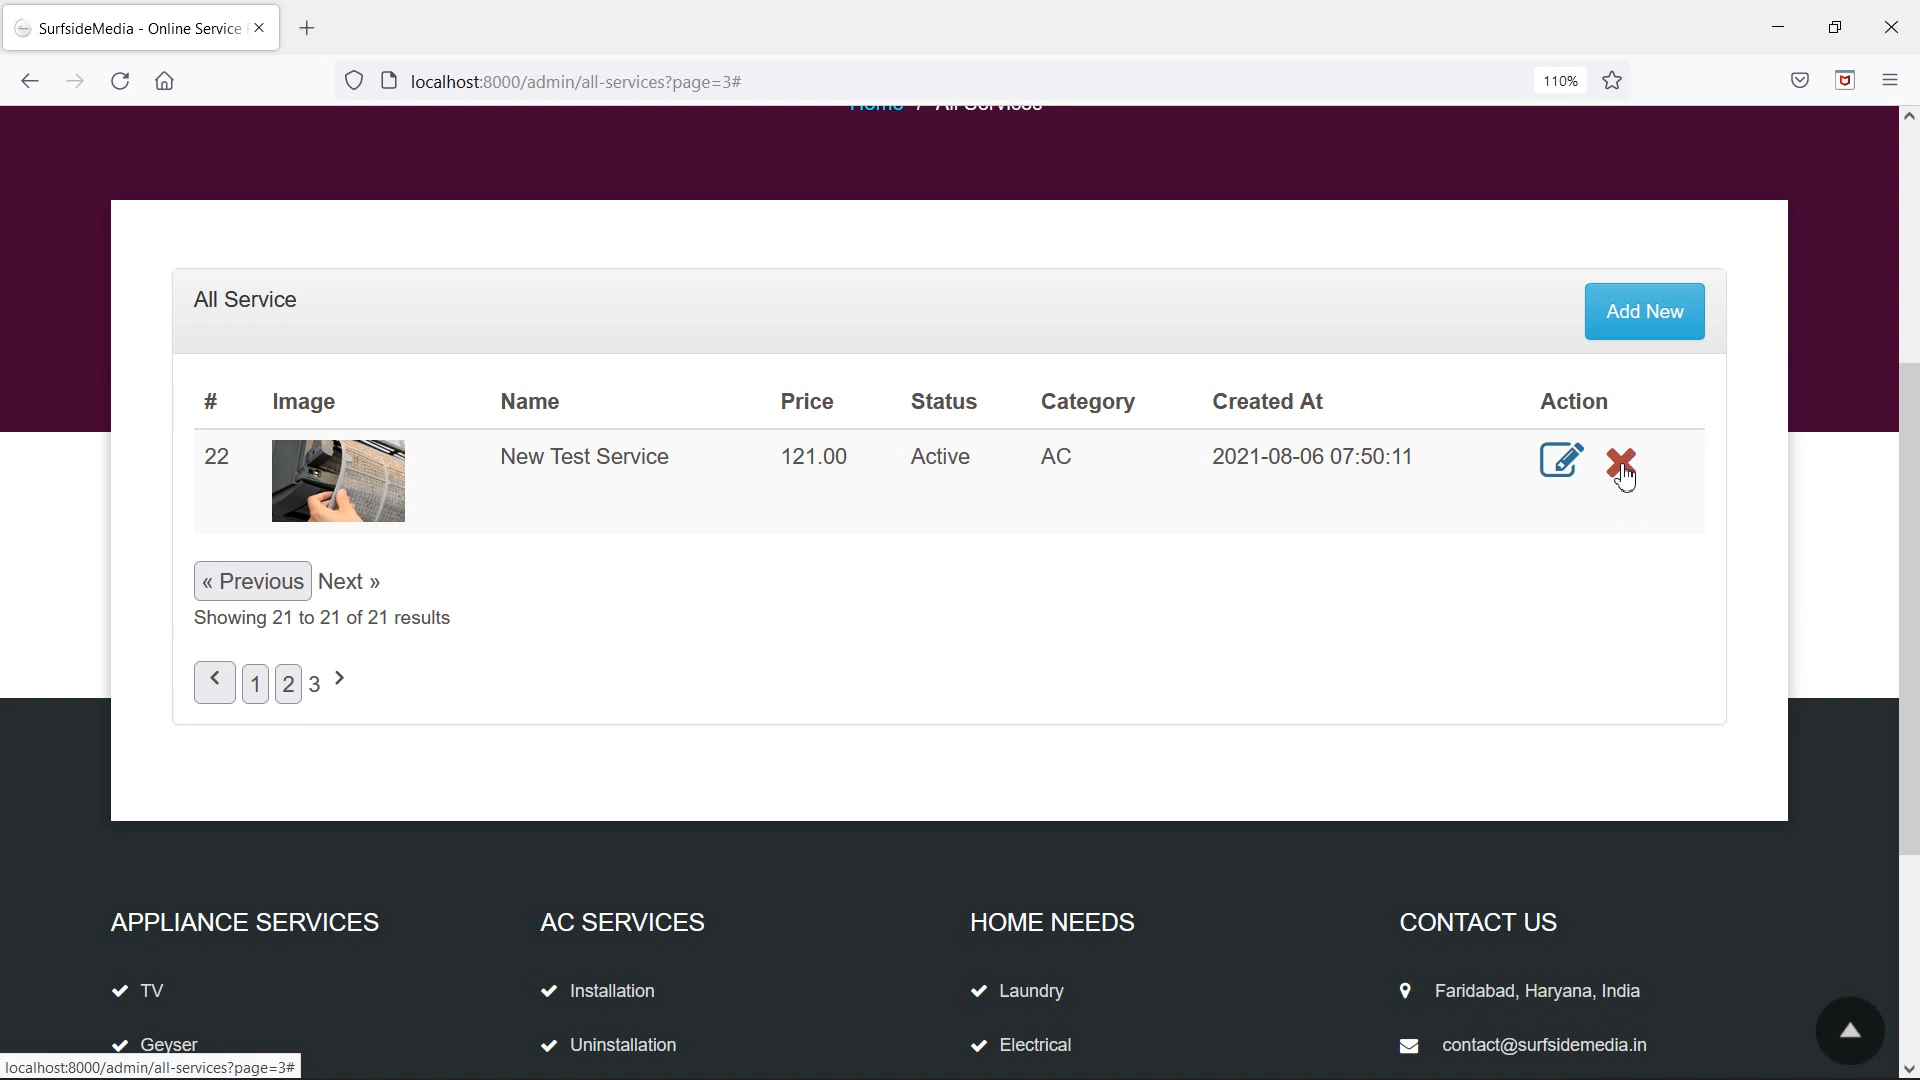 SurfsideMedia - Online Service
localhost:8000/admin/all-services?page=3#
110%
Home / All Services
All Service
Add New
# Image Name Price Status Category Created At Action
22 New Test Service 121.00 Active AC 2021-08-06 07:50:11
« Previous Next »
Showing 21 to 21 of 21 results
1 2 3
APPLIANCE SERVICES
TV
Geyser
AC SERVICES
Installation
Uninstallation
HOME NEEDS
Laundry
Electrical
CONTACT US
Faridabad, Haryana, India
contact@surfsidemedia.in
localhost:8000/admin/all-services?page=3#